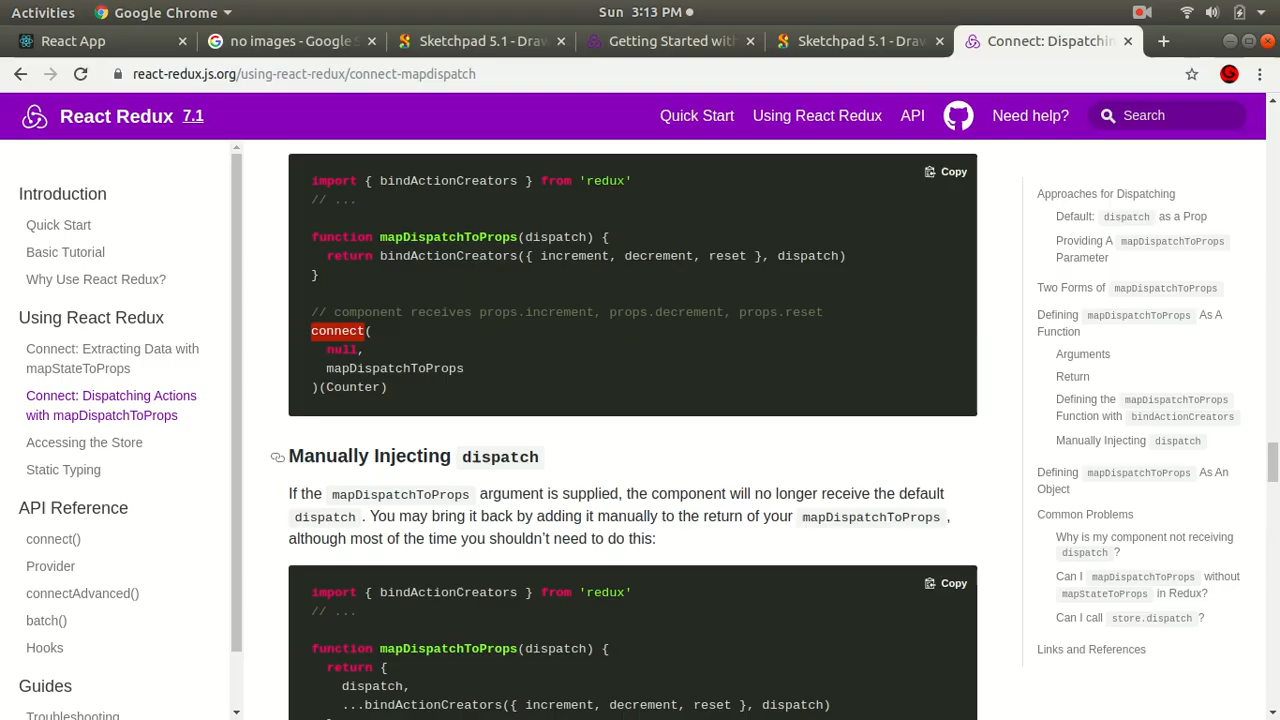 Activities Google Chrome Sun 3:13 PM
React App no images - Google S Sketchpad 5.1 - Draw Getting Started with Sketchpad 5.1 - Draw Connect: Dispatchin
react-redux.js.org/using-react-redux/connect-mapdispatch
React Redux 7.1 Quick Start Using React Redux API Need help? Search
Introduction
Quick Start
Basic Tutorial
Why Use React Redux?
Using React Redux
Connect: Extracting Data with
mapStateToProps
Connect: Dispatching Actions
with mapDispatchToProps
Accessing the Store
Static Typing
API Reference
connect()
Provider
connectAdvanced()
batch()
Hooks
Guides
Troubleshooting
Copy
import { bindActionCreators } from 'redux'
// ...
function mapDispatchToProps(dispatch) {
return bindActionCreators({ increment, decrement, reset }, dispatch)
}
// component receives props.increment, props.decrement, props.reset
connect(
null,
mapDispatchToProps
)(Counter)
Manually Injecting dispatch
If the mapDispatchToProps argument is supplied, the component will no longer receive the default
dispatch. You may bring it back by adding it manually to the return of your mapDispatchToProps,
although most of the time you shouldn't need to do this:
Copy
import { bindActionCreators } from 'redux'
// ...
function mapDispatchToProps(dispatch) {
return {
dispatch,
...bindActionCreators({ increment, decrement, reset }, dispatch)
Approaches for Dispatching
Default: dispatch as a Prop
Providing A mapDispatchToProps
Parameter
Two Forms of mapDispatchToProps
Defining mapDispatchToProps As A
Function
Arguments
Return
Defining the mapDispatchToProps
Function with bindActionCreators
Manually Injecting dispatch
Defining mapDispatchToProps As An
Object
Common Problems
Why is my component not receiving
dispatch ?
Can I mapDispatchToProps without
mapStateToProps in Redux?
Can I call store.dispatch ?
Links and References